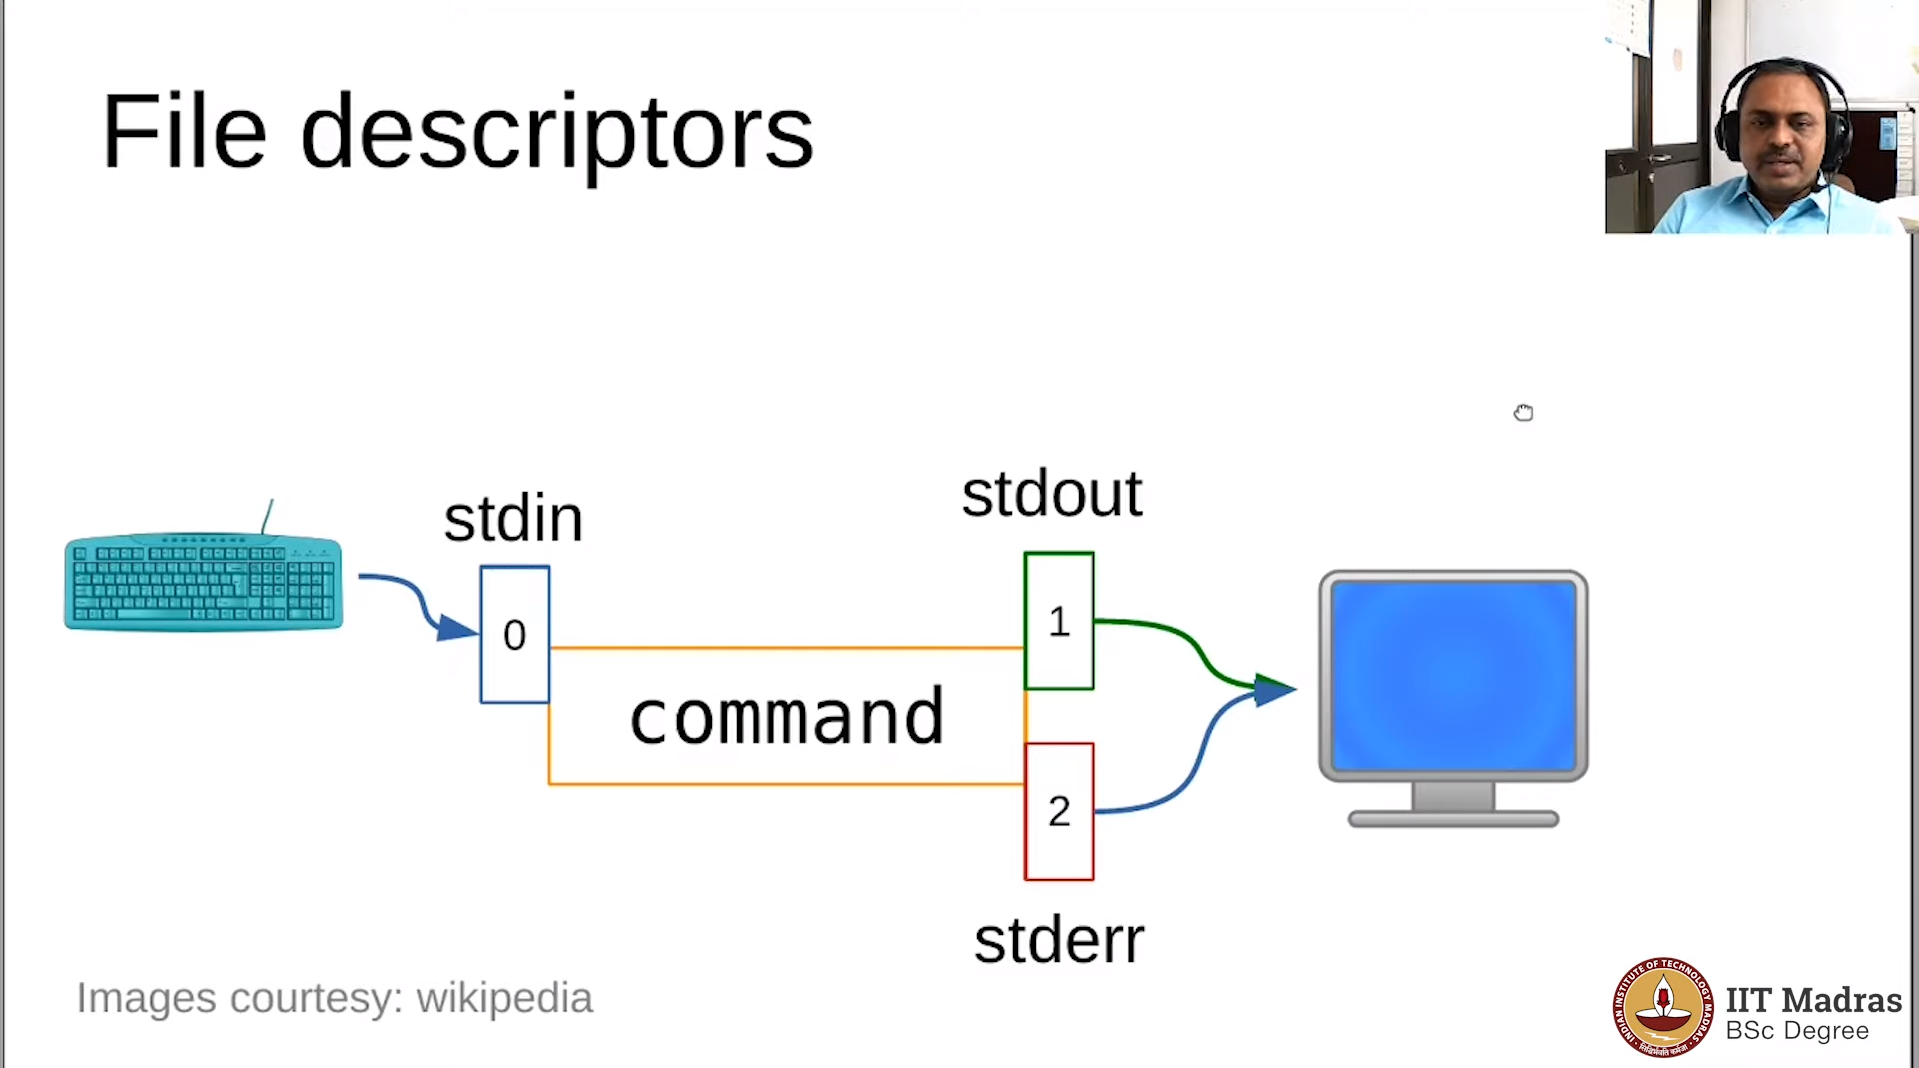 File descriptors
stdin
stdout
0
1
command
2
stderr
Images courtesy: wikipedia
INDIAN INSTITUTE OF TECHNOLOGY MADRAS
IIT Madras
BSc Degree